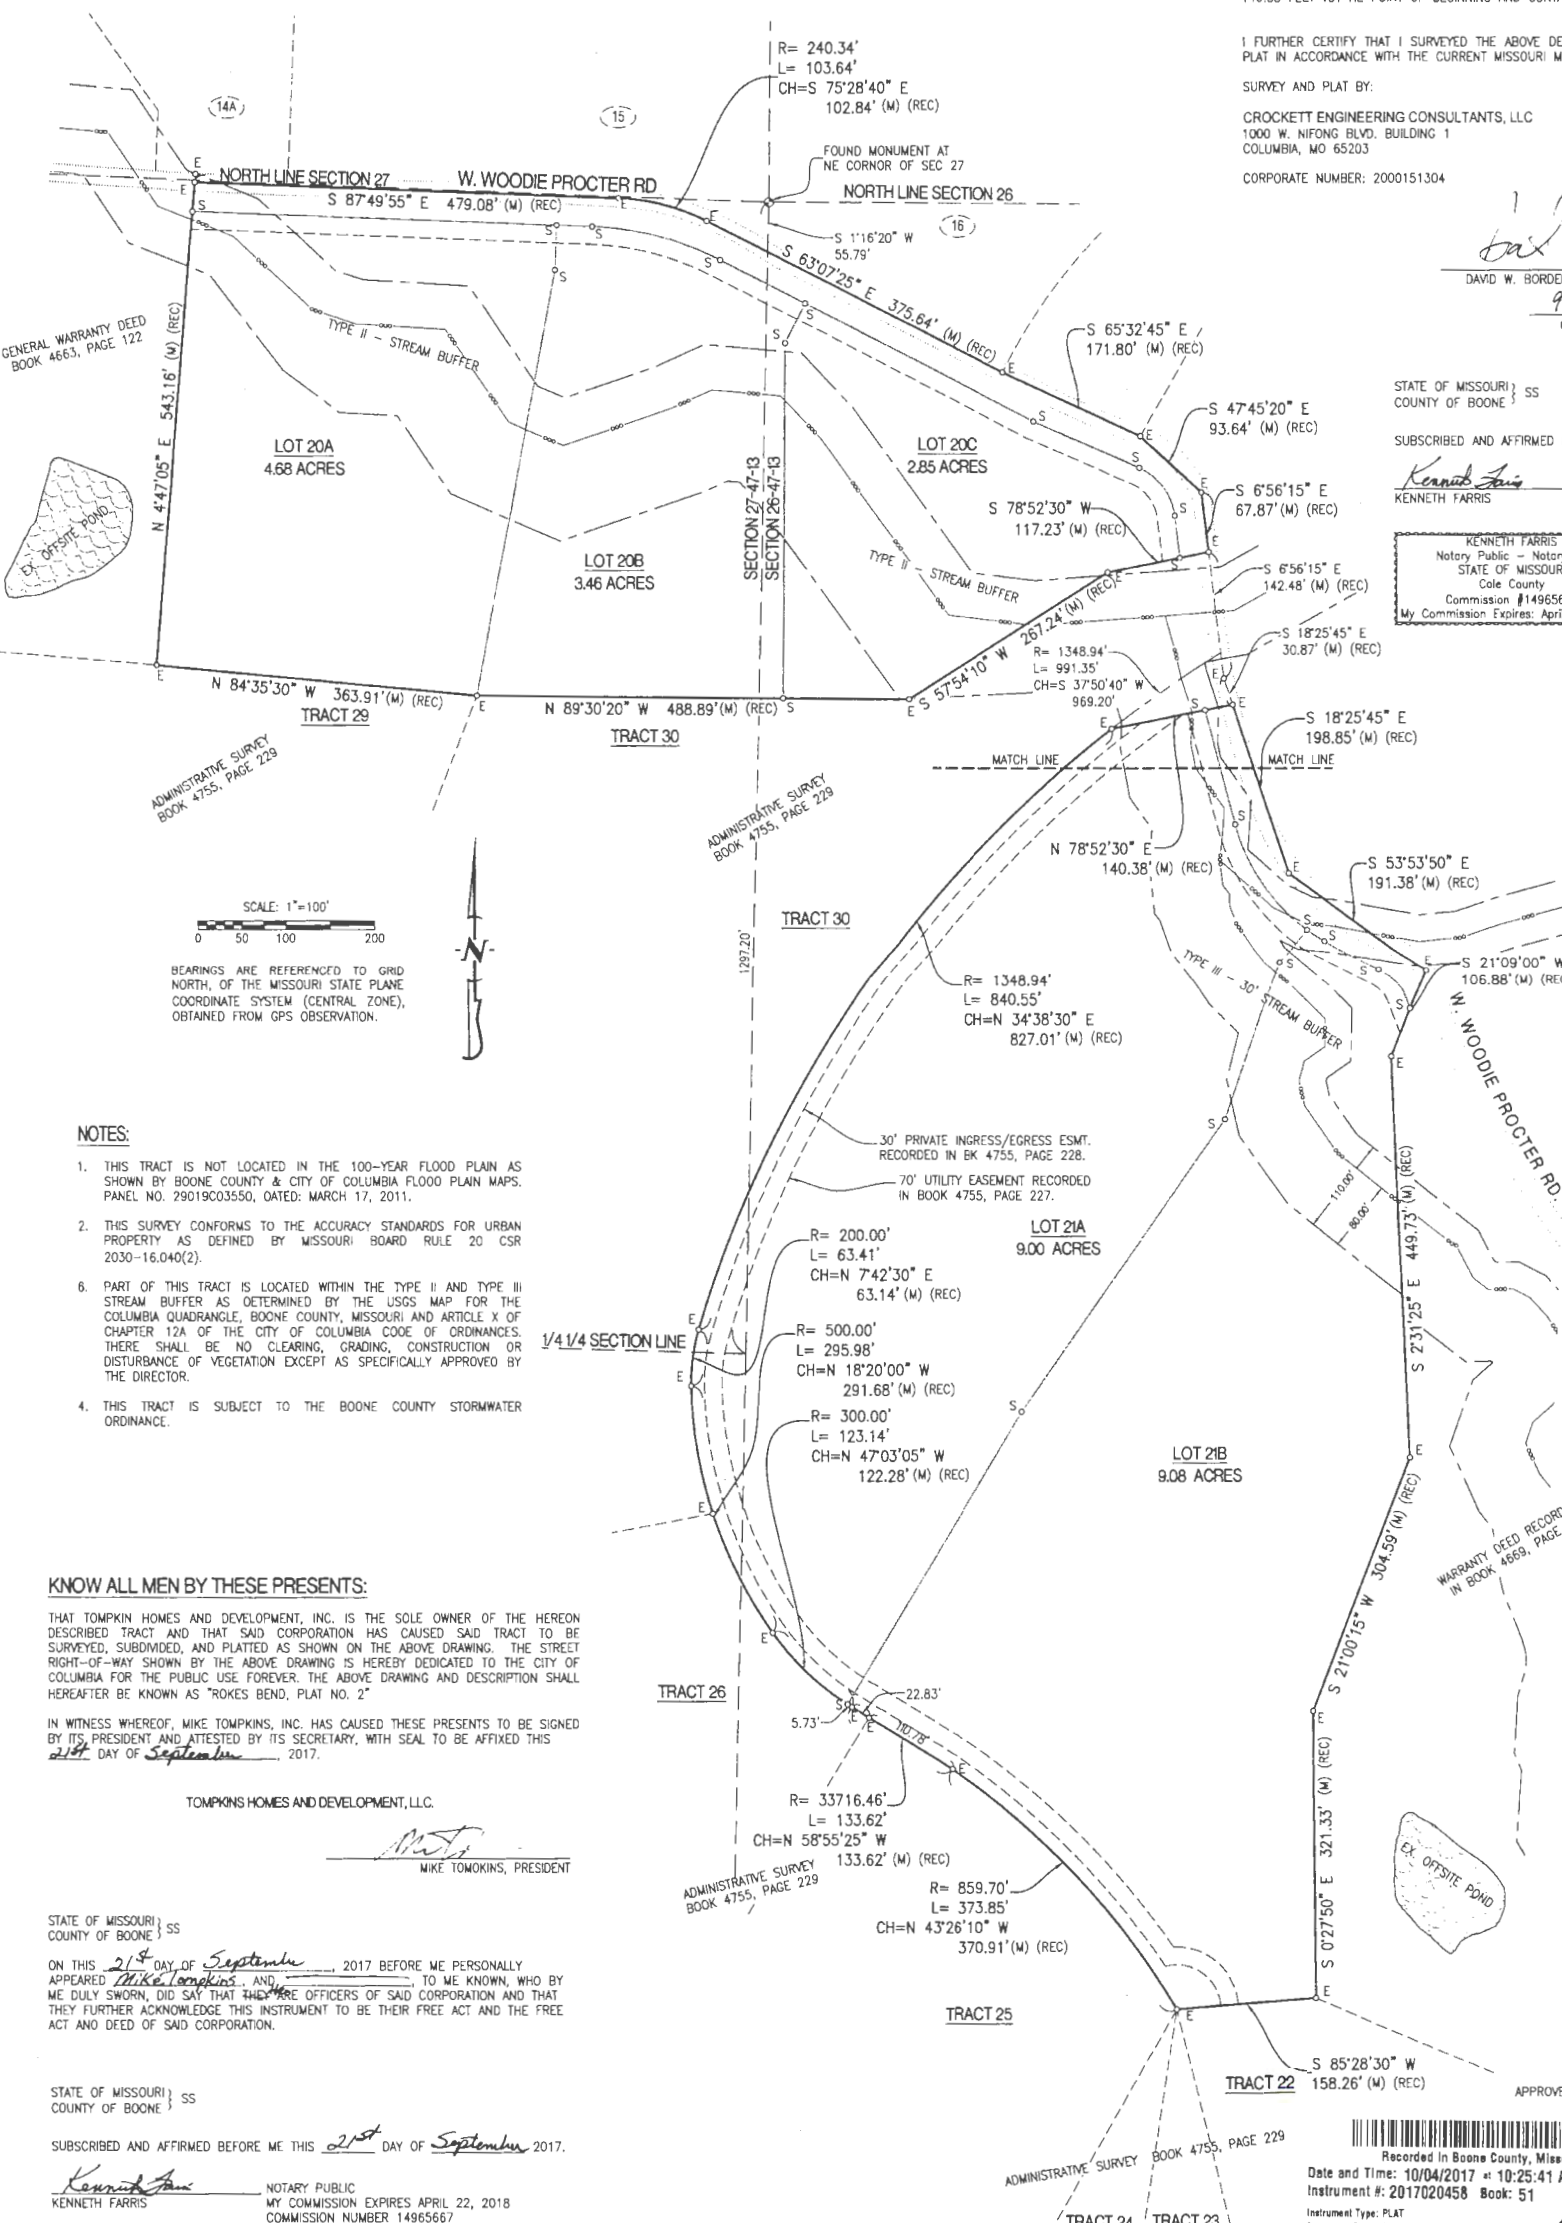 I FURTHER CERTIFY THAT I SURVEYED THE ABOVE DE
PLAT IN ACCORDANCE WITH THE CURRENT MISSOURI M
SURVEY AND PLAT BY:
CROCKETT ENGINEERING CONSULTANTS, LLC
1000 W. NIFONG BLVD. BUILDING 1
COLUMBIA, MO 65203
CORPORATE NUMBER: 2000151304
DAVID W. BORDE
STATE OF MISSOURI } SS
COUNTY OF BOONE
SUBSCRIBED AND AFFIRMED
KENNETH FARRIS
KENNETH FARRIS
Notary Public – Notar
STATE OF MISSOUR
Cole County
Commission #149656
My Commission Expires: Apri
R= 240.34'
L= 103.64'
CH=S 75°28'40" E
102.84' (M) (REC)
14A
15
16
FOUND MONUMENT AT
NE CORNOR OF SEC 27
NORTH LINE SECTION 27
W. WOODIE PROCTER RD
NORTH LINE SECTION 26
S 87°49'55" E 479.08' (M) (REC)
S 1°16'20" W
55.79'
S 63°07'25" E 375.64' (M) (REC)
S 65°32'45" E
171.80' (M) (REC)
S 47°45'20" E
93.64' (M) (REC)
S 6°56'15" E
67.87' (M) (REC)
S 78°52'30" W
117.23' (M) (REC)
S 6°56'15" E
142.48' (M) (REC)
S 18°25'45" E
30.87' (M) (REC)
GENERAL WARRANTY DEED
BOOK 4663, PAGE 122
N 4°47'05" E 543.16' (M) (REC)
TYPE II – STREAM BUFFER
LOT 20A
4.68 ACRES
LOT 20B
3.46 ACRES
LOT 20C
2.85 ACRES
SECTION 27-47-13
SECTION 26-47-13
TYPE II – STREAM BUFFER
EX. OFFSITE POND
S 57°54'10" W 267.24' (M) (REC)
R= 1348.94'
L= 991.35'
CH=S 37°50'40" W
969.20'
N 84°35'30" W 363.91' (M) (REC)
TRACT 29
N 89°30'20" W 488.89' (M) (REC)
TRACT 30
S 18°25'45" E
198.85' (M) (REC)
MATCH LINE
MATCH LINE
ADMINISTRATIVE SURVEY
BOOK 4755, PAGE 229
ADMINISTRATIVE SURVEY
BOOK 4755, PAGE 229
N 78°52'30" E
140.38' (M) (REC)
S 53°53'50" E
191.38' (M) (REC)
SCALE: 1"=100'
0 50 100 200
N
BEARINGS ARE REFERENCED TO GRID
NORTH, OF THE MISSOURI STATE PLANE
COORDINATE SYSTEM (CENTRAL ZONE),
OBTAINED FROM GPS OBSERVATION.
TRACT 30
1297.20'
R= 1348.94'
L= 840.55'
CH=N 34°38'30" E
827.01' (M) (REC)
TYPE III – 30' STREAM BUFFER
S 21°09'00" W
106.88' (M) (REC
W. WOODIE PROCTER RD.
NOTES:
1. THIS TRACT IS NOT LOCATED IN THE 100-YEAR FLOOD PLAIN AS
SHOWN BY BOONE COUNTY & CITY OF COLUMBIA FLOOD PLAIN MAPS.
PANEL NO. 29019C03550, DATED: MARCH 17, 2011.
2. THIS SURVEY CONFORMS TO THE ACCURACY STANDARDS FOR URBAN
PROPERTY AS DEFINED BY MISSOURI BOARD RULE 20 CSR
2030-16.040(2).
6. PART OF THIS TRACT IS LOCATED WITHIN THE TYPE II AND TYPE III
STREAM BUFFER AS DETERMINED BY THE USGS MAP FOR THE
COLUMBIA QUADRANGLE, BOONE COUNTY, MISSOURI AND ARTICLE X OF
CHAPTER 12A OF THE CITY OF COLUMBIA CODE OF ORDINANCES.
THERE SHALL BE NO CLEARING, GRADING, CONSTRUCTION OR
DISTURBANCE OF VEGETATION EXCEPT AS SPECIFICALLY APPROVED BY
THE DIRECTOR.
4. THIS TRACT IS SUBJECT TO THE BOONE COUNTY STORMWATER
ORDINANCE.
30' PRIVATE INGRESS/EGRESS ESMT.
RECORDED IN BK 4755, PAGE 228.
70' UTILITY EASEMENT RECORDED
IN BOOK 4755, PAGE 227.
110.00'
80.00'
S 2°31'25" E 449.73' (M) (REC)
LOT 21A
9.00 ACRES
R= 200.00'
L= 63.41'
CH=N 7°42'30" E
63.14' (M) (REC)
1/4 1/4 SECTION LINE
R= 500.00'
L= 295.98'
CH=N 18°20'00" W
291.68' (M) (REC)
R= 300.00'
L= 123.14'
CH=N 47°03'05" W
122.28' (M) (REC)
LOT 21B
9.08 ACRES
WARRANTY DEED RECORD
IN BOOK 4669, PAGE
S 21°00'15" W 304.59' (M) (REC)
KNOW ALL MEN BY THESE PRESENTS:
THAT TOMPKIN HOMES AND DEVELOPMENT, INC. IS THE SOLE OWNER OF THE HEREON
DESCRIBED TRACT AND THAT SAID CORPORATION HAS CAUSED SAID TRACT TO BE
SURVEYED, SUBDIVIDED, AND PLATTED AS SHOWN ON THE ABOVE DRAWING. THE STREET
RIGHT-OF-WAY SHOWN BY THE ABOVE DRAWING IS HEREBY DEDICATED TO THE CITY OF
COLUMBIA FOR THE PUBLIC USE FOREVER. THE ABOVE DRAWING AND DESCRIPTION SHALL
HEREAFTER BE KNOWN AS "ROKES BEND, PLAT NO. 2"
IN WITNESS WHEREOF, MIKE TOMPKINS, INC. HAS CAUSED THESE PRESENTS TO BE SIGNED
BY ITS PRESIDENT AND ATTESTED BY ITS SECRETARY, WITH SEAL TO BE AFFIXED THIS
21st DAY OF September, 2017.
TOMPKINS HOMES AND DEVELOPMENT, LLC.
MIKE TOMOKINS, PRESIDENT
TRACT 26
22.83'
5.73'
110.78'
R= 33716.46'
L= 133.62'
CH=N 58°55'25" W
133.62' (M) (REC)
ADMINISTRATIVE SURVEY
BOOK 4755, PAGE 229
R= 859.70'
L= 373.85'
CH=N 43°26'10" W
370.91' (M) (REC)
S 0°27'50" E 321.33' (M) (REC)
EX. OFFSITE POND
STATE OF MISSOURI } SS
COUNTY OF BOONE
ON THIS 21st DAY OF September, 2017 BEFORE ME PERSONALLY
APPEARED Mike Tompkins, AND TO ME KNOWN, WHO BY
ME DULY SWORN, DID SAY THAT THEY ARE OFFICERS OF SAID CORPORATION AND THAT
THEY FURTHER ACKNOWLEDGE THIS INSTRUMENT TO BE THEIR FREE ACT AND THE FREE
ACT AND DEED OF SAID CORPORATION.
TRACT 25
S 85°28'30" W
158.26' (M) (REC)
TRACT 22
APPROVE
STATE OF MISSOURI } SS
COUNTY OF BOONE
SUBSCRIBED AND AFFIRMED BEFORE ME THIS 21st DAY OF September 2017.
KENNETH FARRIS
NOTARY PUBLIC
MY COMMISSION EXPIRES APRIL 22, 2018
COMMISSION NUMBER 14965667
ADMINISTRATIVE SURVEY BOOK 4755, PAGE 229
TRACT 24
TRACT 23
Recorded in Boone County, Miss
Date and Time: 10/04/2017 at 10:25:41 A
Instrument #: 2017020458 Book: 51
Instrument Type: PLAT